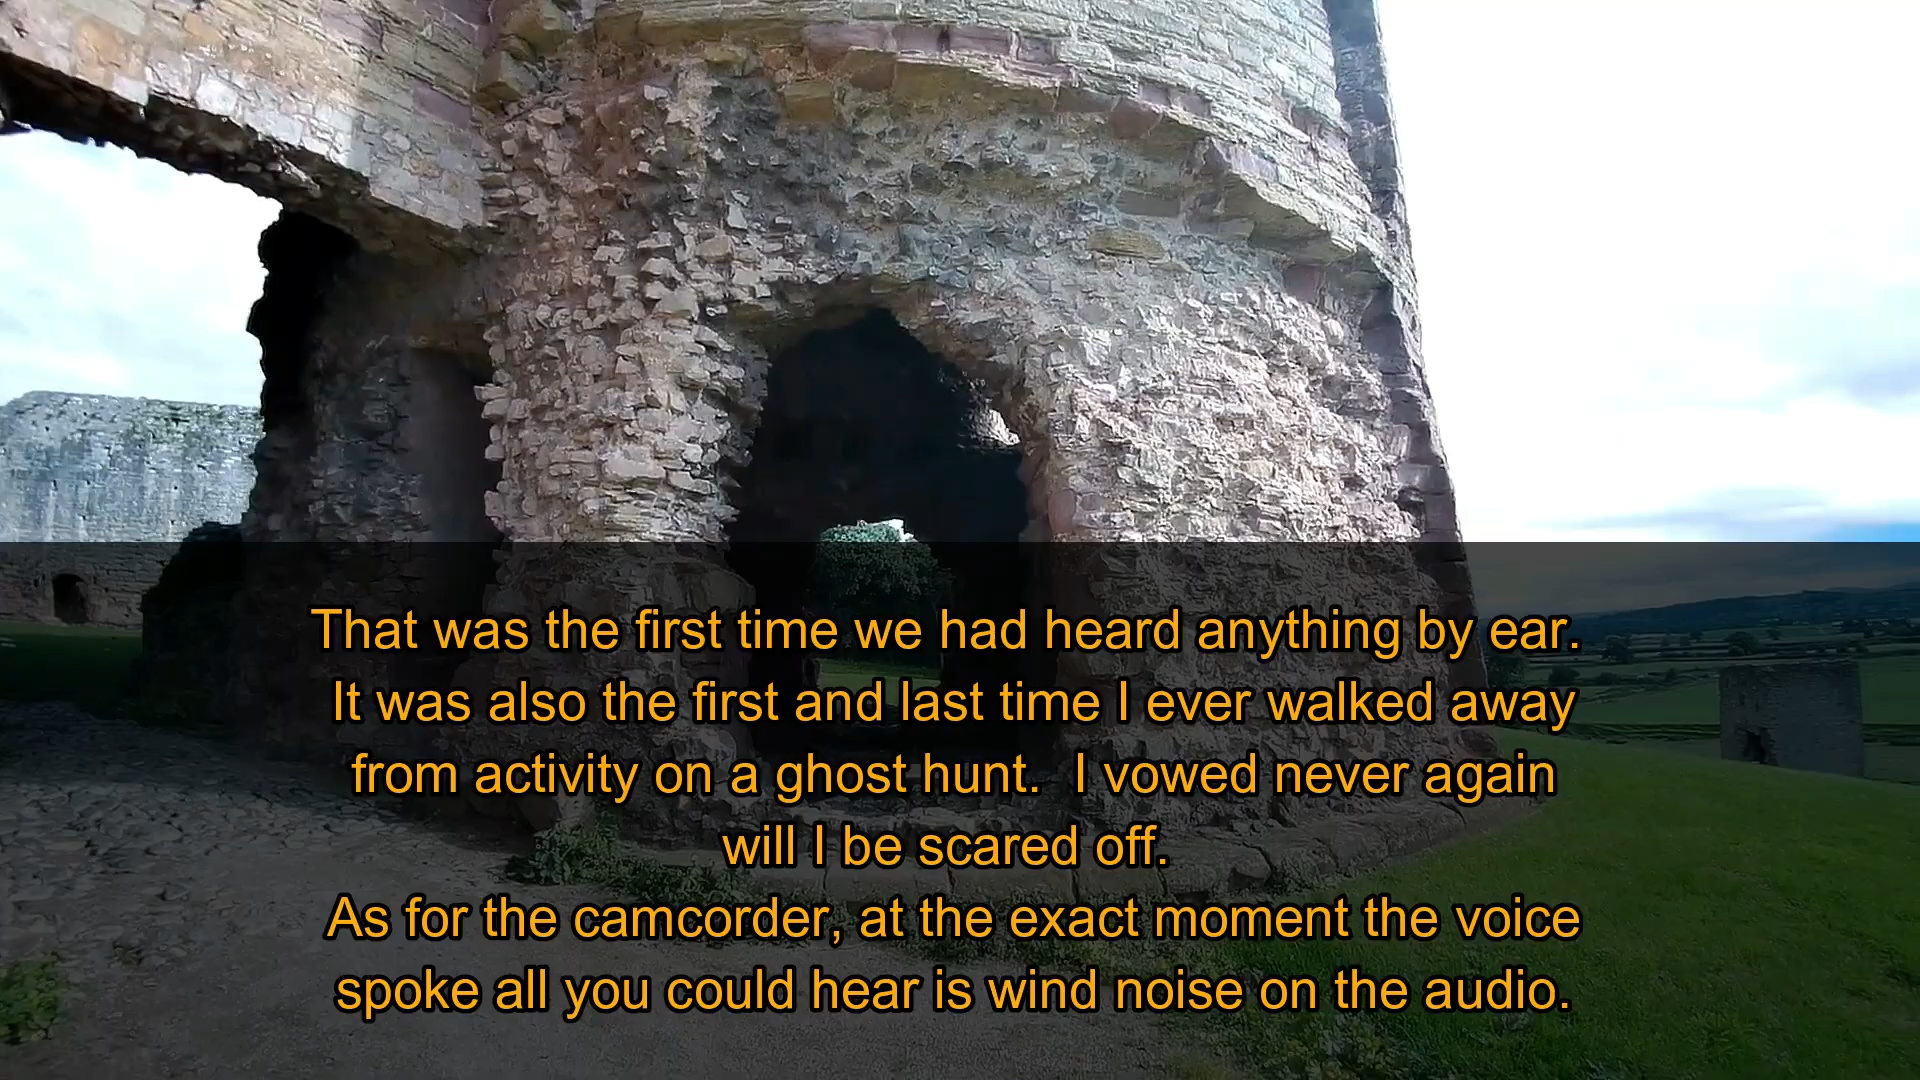 That was the first time we had heard anything by ear.
It was also the first and last time I ever walked away
from activity on a ghost hunt.  I vowed never again
will I be scared off.
As for the camcorder, at the exact moment the voice
spoke all you could hear is wind noise on the audio.